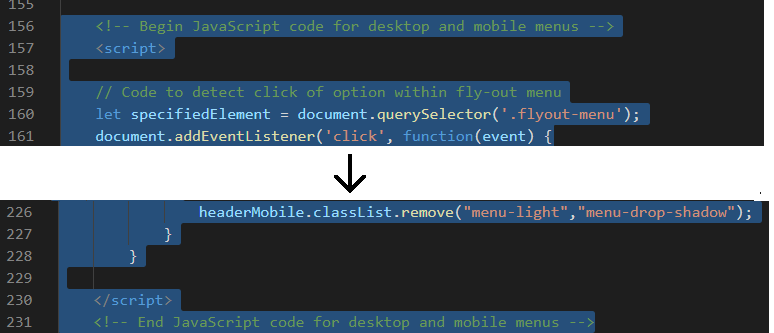 155
156 <!-- Begin JavaScript code for desktop and mobile menus -->
157 <script>
158
159 // Code to detect click of option within fly-out menu
160 let specifiedElement = document.querySelector('.flyout-menu');
161 document.addEventListener('click', function(event) {
226 headerMobile.classList.remove("menu-light","menu-drop-shadow");
227 }
228 }
229
230 </script>
231 <!-- End JavaScript code for desktop and mobile menus -->